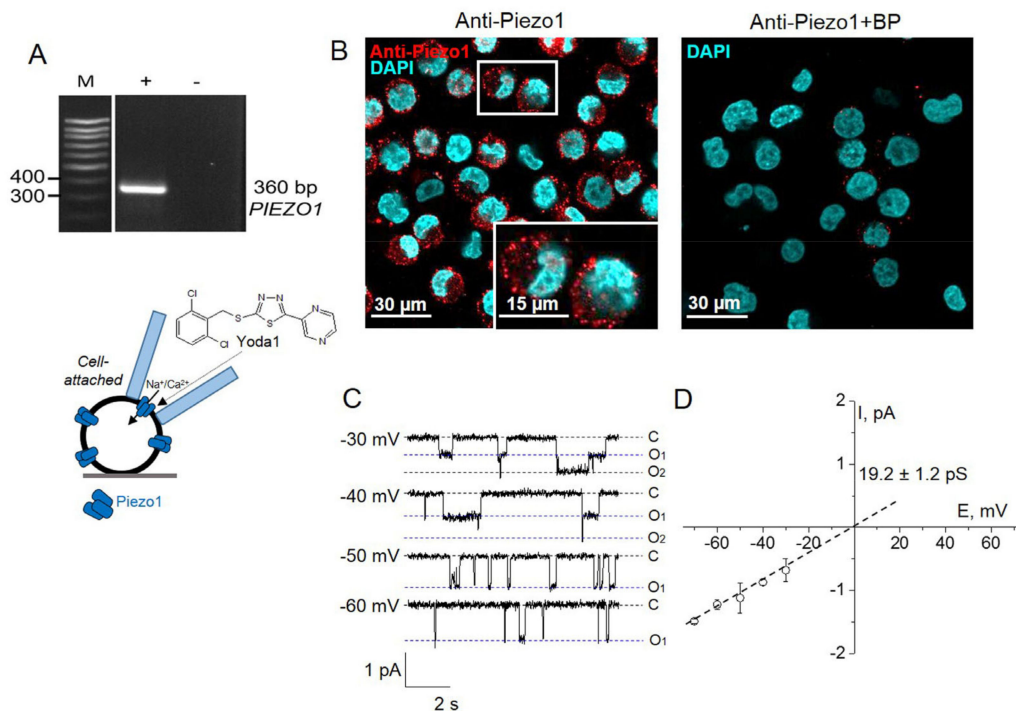 A
M + -
400
300
360 bp
PIEZO1
B
Anti-Piezo1
Anti-Piezo1
DAPI
30 µm
15 µm
Anti-Piezo1+BP
DAPI
30 µm
Cl
N N
S
S
N
N
Cl
Yoda1
Cell-
attached
Na⁺/Ca²⁺
Piezo1
C
-30 mV
C
O1
O2
-40 mV
C
O1
O2
-50 mV
C
O1
-60 mV
C
O1
1 pA
2 s
D
2
I, pA
1
19.2 ± 1.2 pS
E, mV
-60 -40 -20 20 40 60
-1
-2